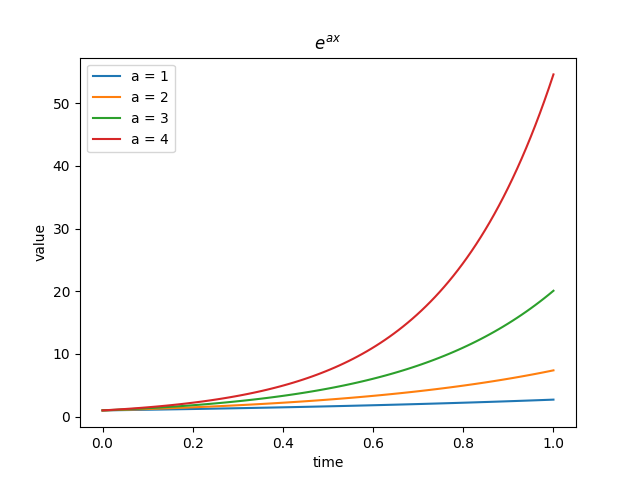 e^{ax}
a = 1
a = 2
a = 3
a = 4
50
40
30
20
10
0
value
0.0 0.2 0.4 0.6 0.8 1.0
time